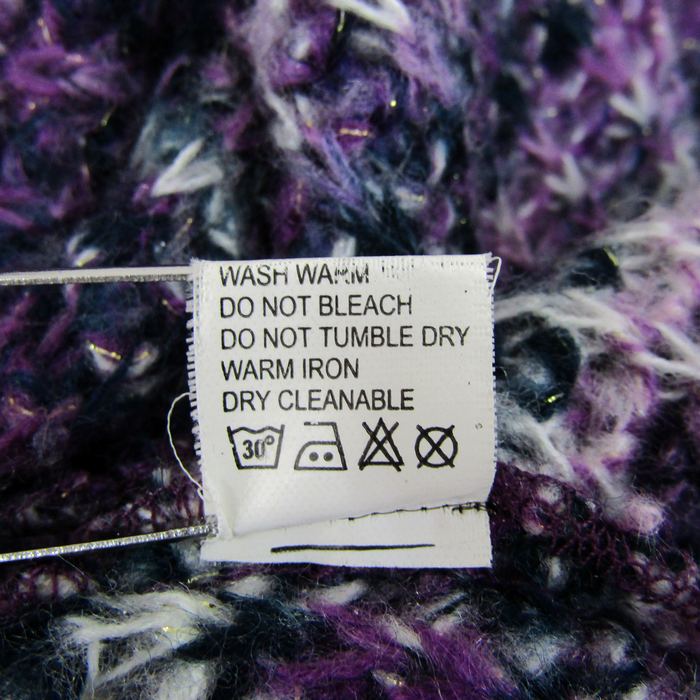 WASH WARM
DO NOT BLEACH
DO NOT TUMBLE DRY
WARM IRON
DRY CLEANABLE
30°